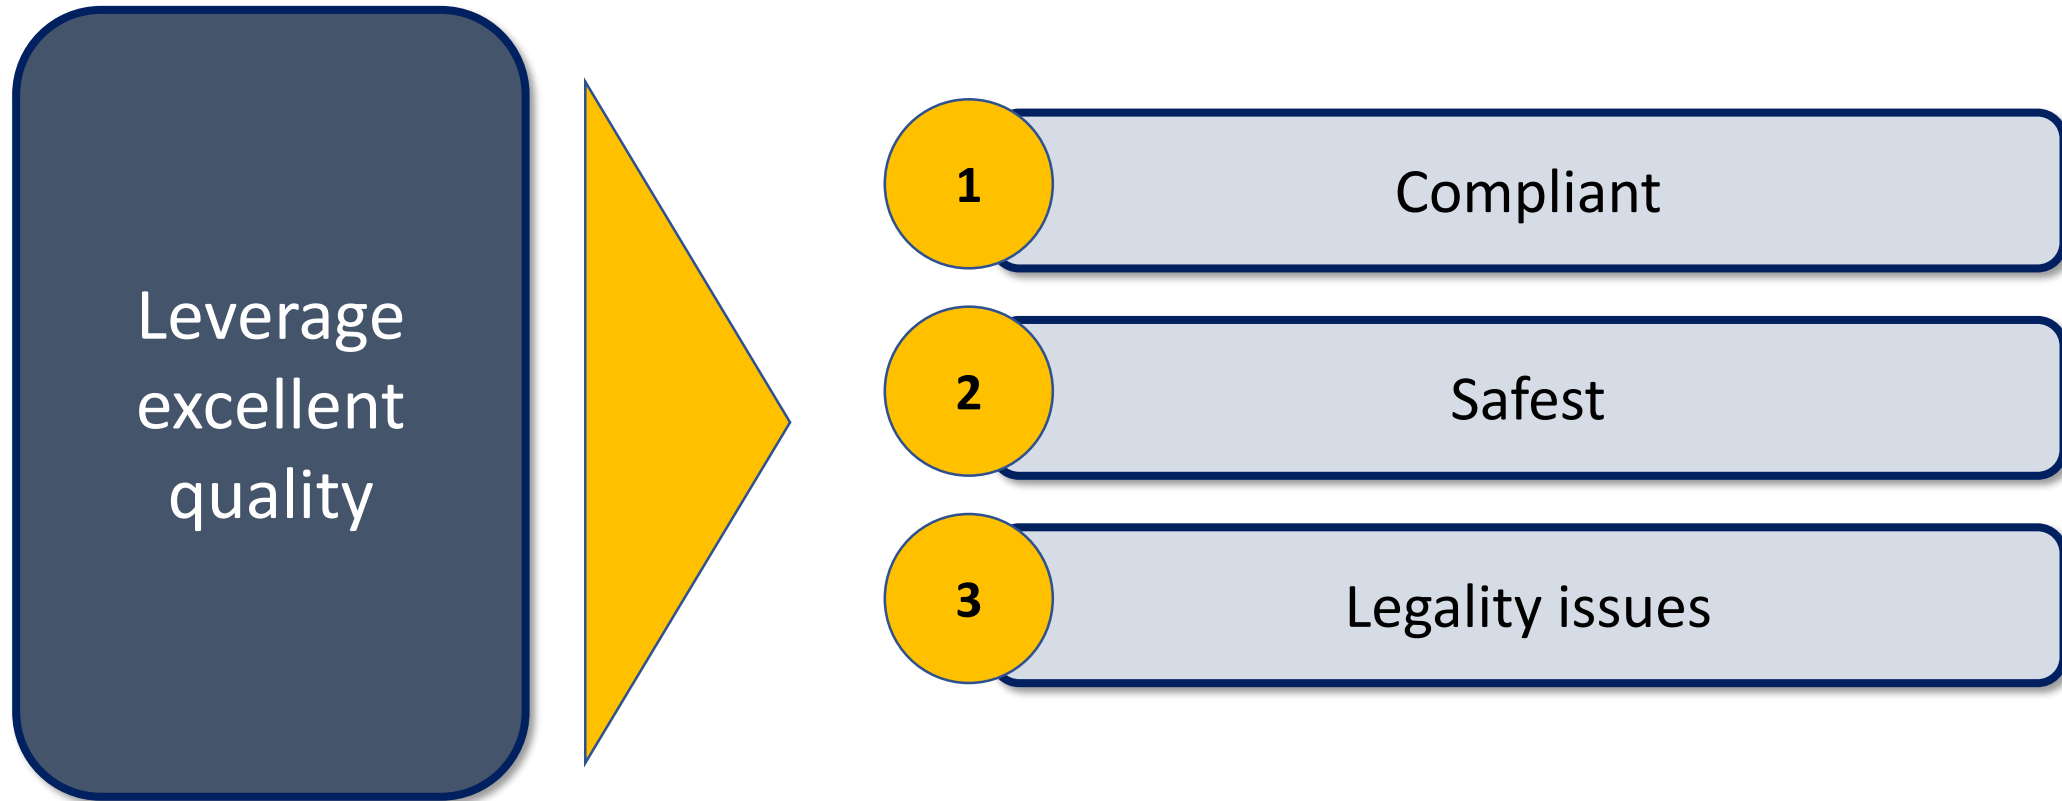 Leverage
excellent
quality
1
Compliant
2
Safest
3
Legality issues